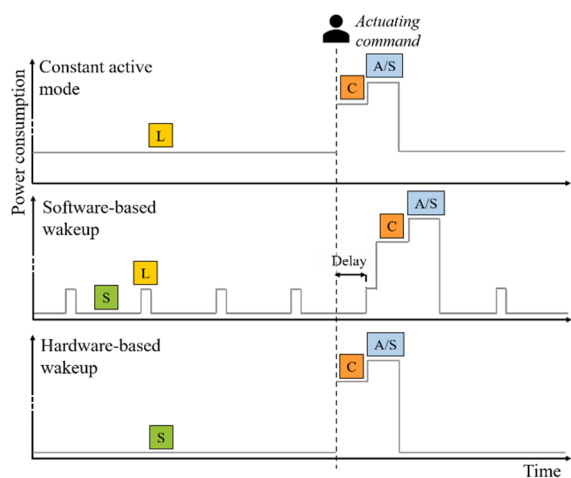 Actuating
command
Constant active
mode
A/S
C
L
Power consumption
Software-based
wakeup
A/S
C
Delay
L
S
Hardware-based
wakeup
A/S
C
S
Time